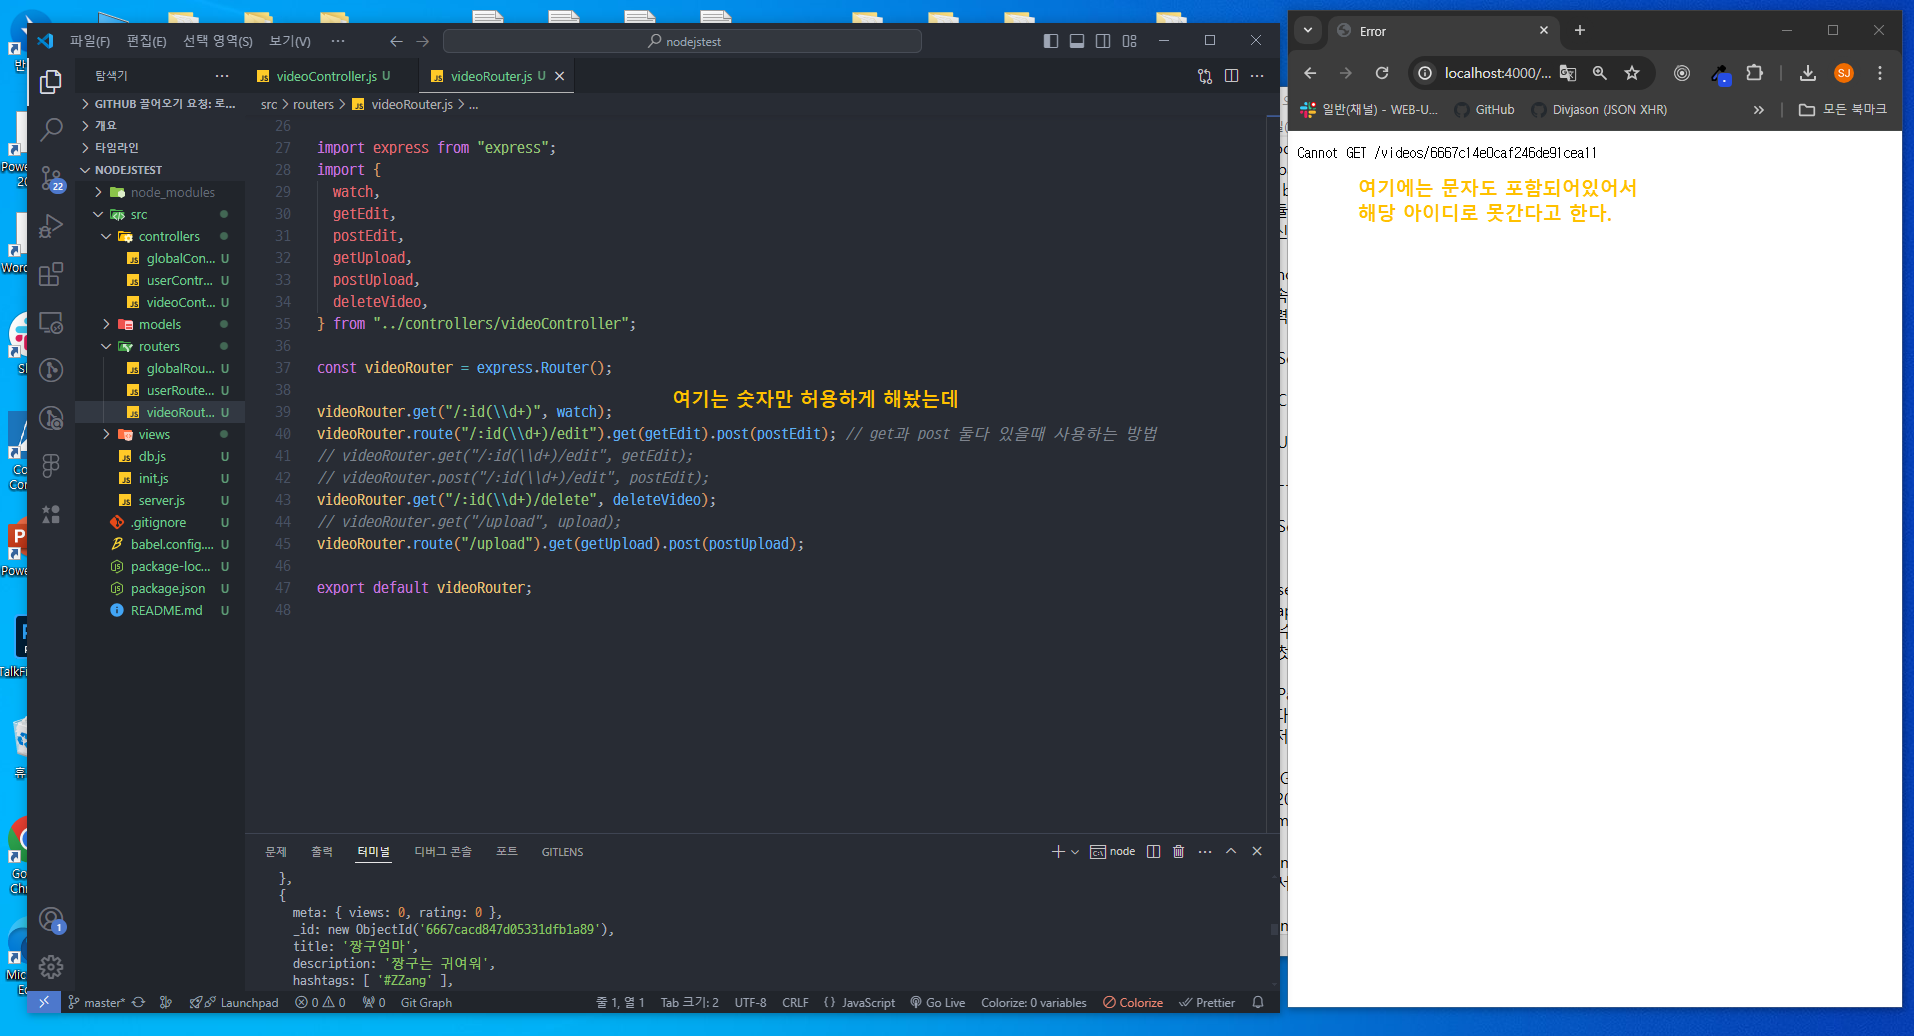 파일(F) 편집(E) 선택 영역(S) 보기(V) ··· nodejstest
탐색기 ···
GITHUB 끌어오기 요청: 로...
개요
타임라인
NODEJSTEST
node_modules
src
controllers
globalCon... U
userContr... U
videoCont... U
models
routers
globalRou... U
userRoute... U
videoRout... U
views
db.js U
init.js U
server.js U
.gitignore U
babel.config.... U
package-loc... U
package.json U
README.md U
22
1
videoController.js U videoRouter.js U
src > routers > videoRouter.js > ...
26
27 import express from "express";
28 import {
29 watch,
30 getEdit,
31 postEdit,
32 getUpload,
33 postUpload,
34 deleteVideo,
35 } from "../controllers/videoController";
36
37 const videoRouter = express.Router();
38
여기는 숫자만 허용하게 해놨는데
39 videoRouter.get("/:id(\\d+)", watch);
40 videoRouter.route("/:id(\\d+)/edit").get(getEdit).post(postEdit); // get과 post 둘다 있을때 사용하는 방법
41 // videoRouter.get("/:id(\\d+)/edit", getEdit);
42 // videoRouter.post("/:id(\\d+)/edit", postEdit);
43 videoRouter.get("/:id(\\d+)/delete", deleteVideo);
44 // videoRouter.get("/upload", upload);
45 videoRouter.route("/upload").get(getUpload).post(postUpload);
46
47 export default videoRouter;
48
문제 출력 터미널 디버그 콘솔 포트 GITLENS
node
},
{
meta: { views: 0, rating: 0 },
_id: new ObjectId('6667cacd847d05331dfb1a89'),
title: '짱구엄마',
description: '짱구는 귀여워',
hashtags: [ '#ZZang' ],
master* Launchpad 0 0 0 Git Graph 줄 1, 열 1 Tab 크기: 2 UTF-8 CRLF {} JavaScript Go Live Colorize: 0 variables Colorize Prettier
Error
localhost:4000/...
SJ
일반(채널) - WEB-U... GitHub Divjason (JSON XHR) » 모든 북마크
Cannot GET /videos/6667c14e0caf246de91cea11
여기에는 문자도 포함되어있어서
해당 아이디로 못간다고 한다.